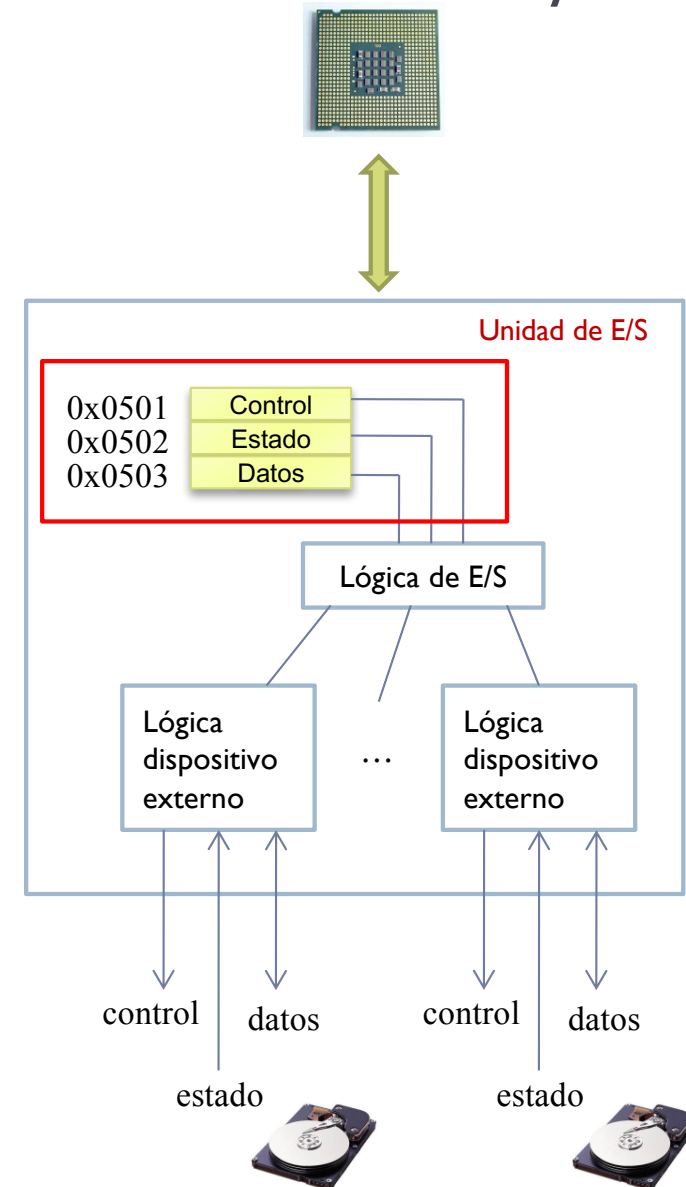 Unidad de E/S
0x0501 Control
0x0502 Estado
0x0503 Datos
Lógica de E/S
Lógica
dispositivo
externo
...
Lógica
dispositivo
externo
control datos
estado
control datos
estado